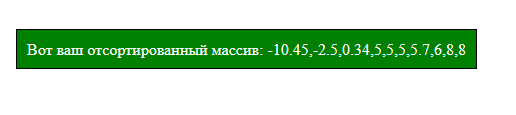 Вот ваш отсортированный массив: -10.45,-2.5,0.34,5,5,5,5.7,6,8,8